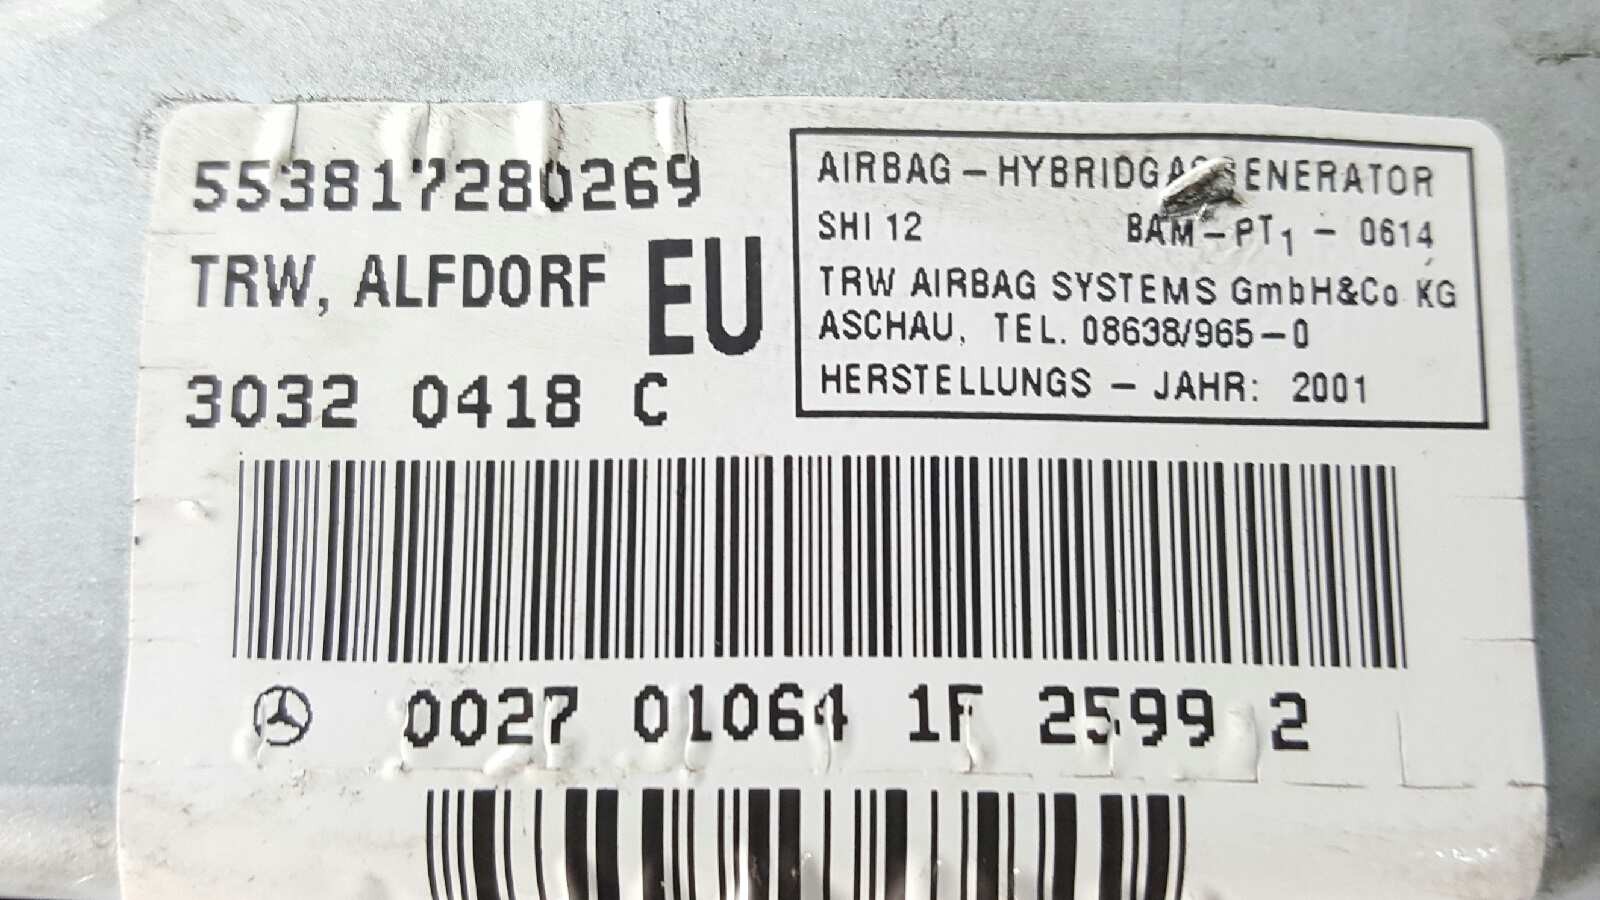 553817280269
TRW, ALFDORF EU
3032 0418 C
AIRBAG – HYBRIDGASGENERATOR
SHI 12 BAM – PT1 – 0614
TRW AIRBAG SYSTEMS GmbH&Co KG
ASCHAU, TEL. 08638/965–0
HERSTELLUNGS – JAHR: 2001
0027 01064 1F 2599 2